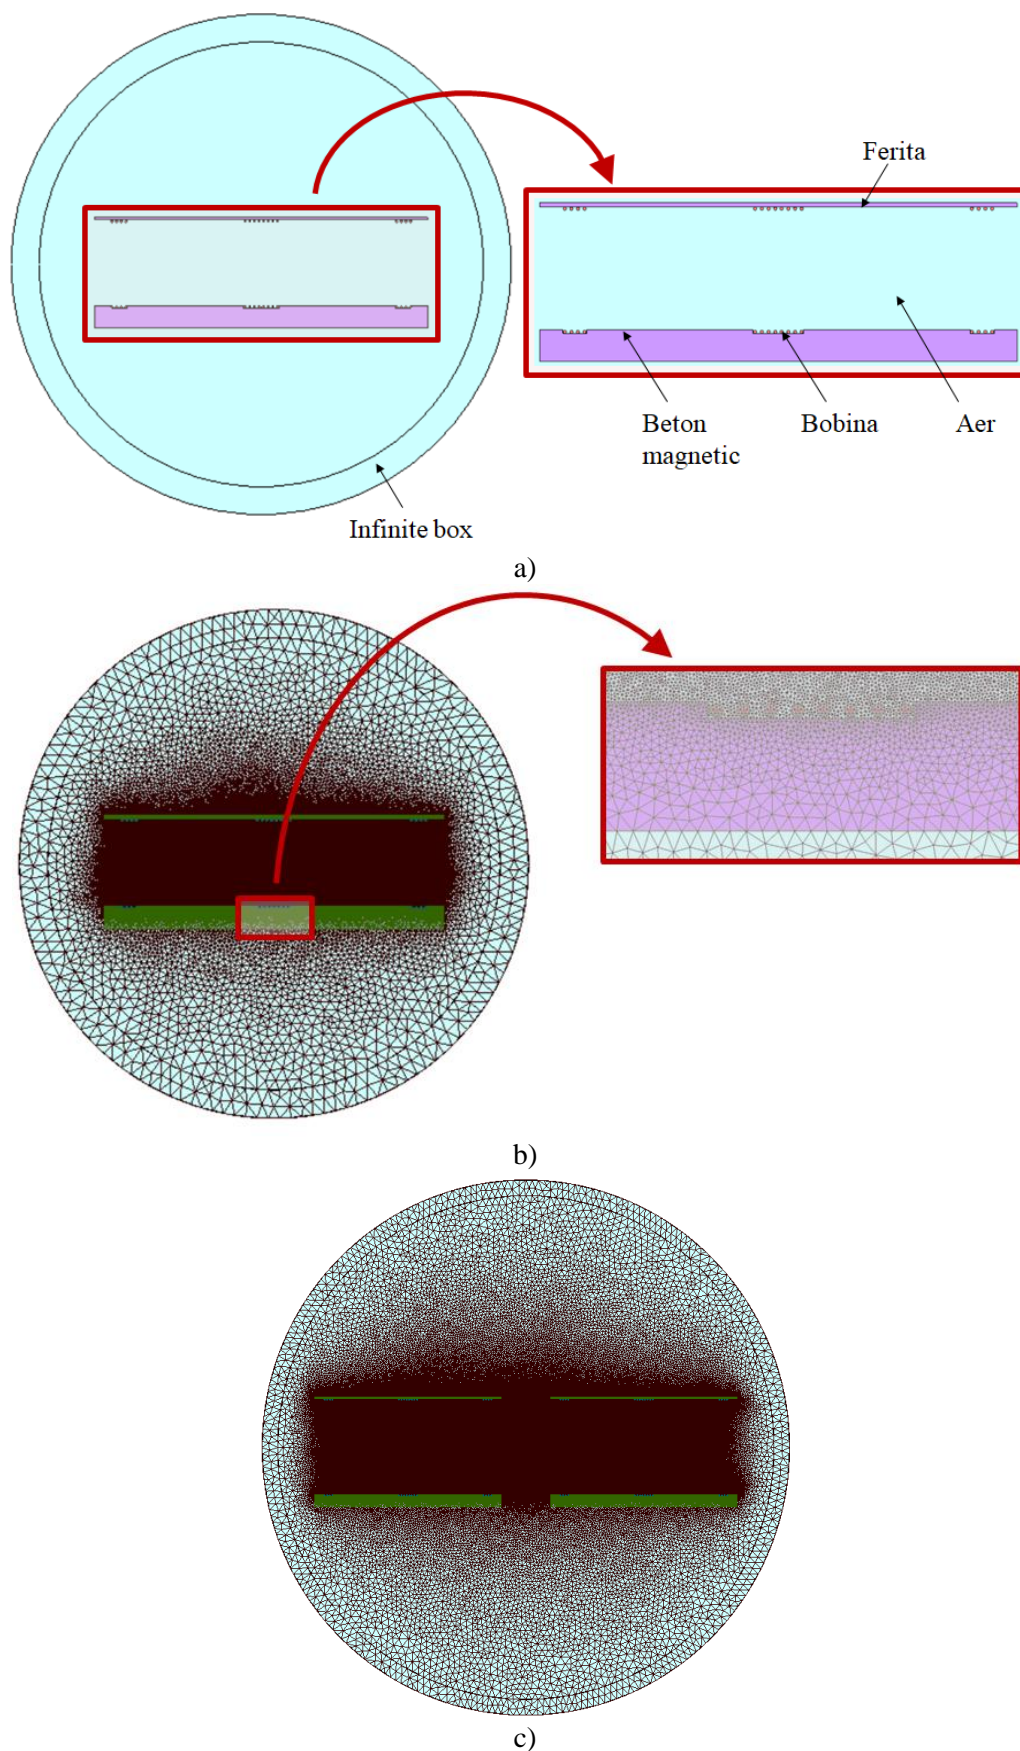 Ferita
Beton
magnetic
Bobina
Aer
Infinite box
a)
b)
c)